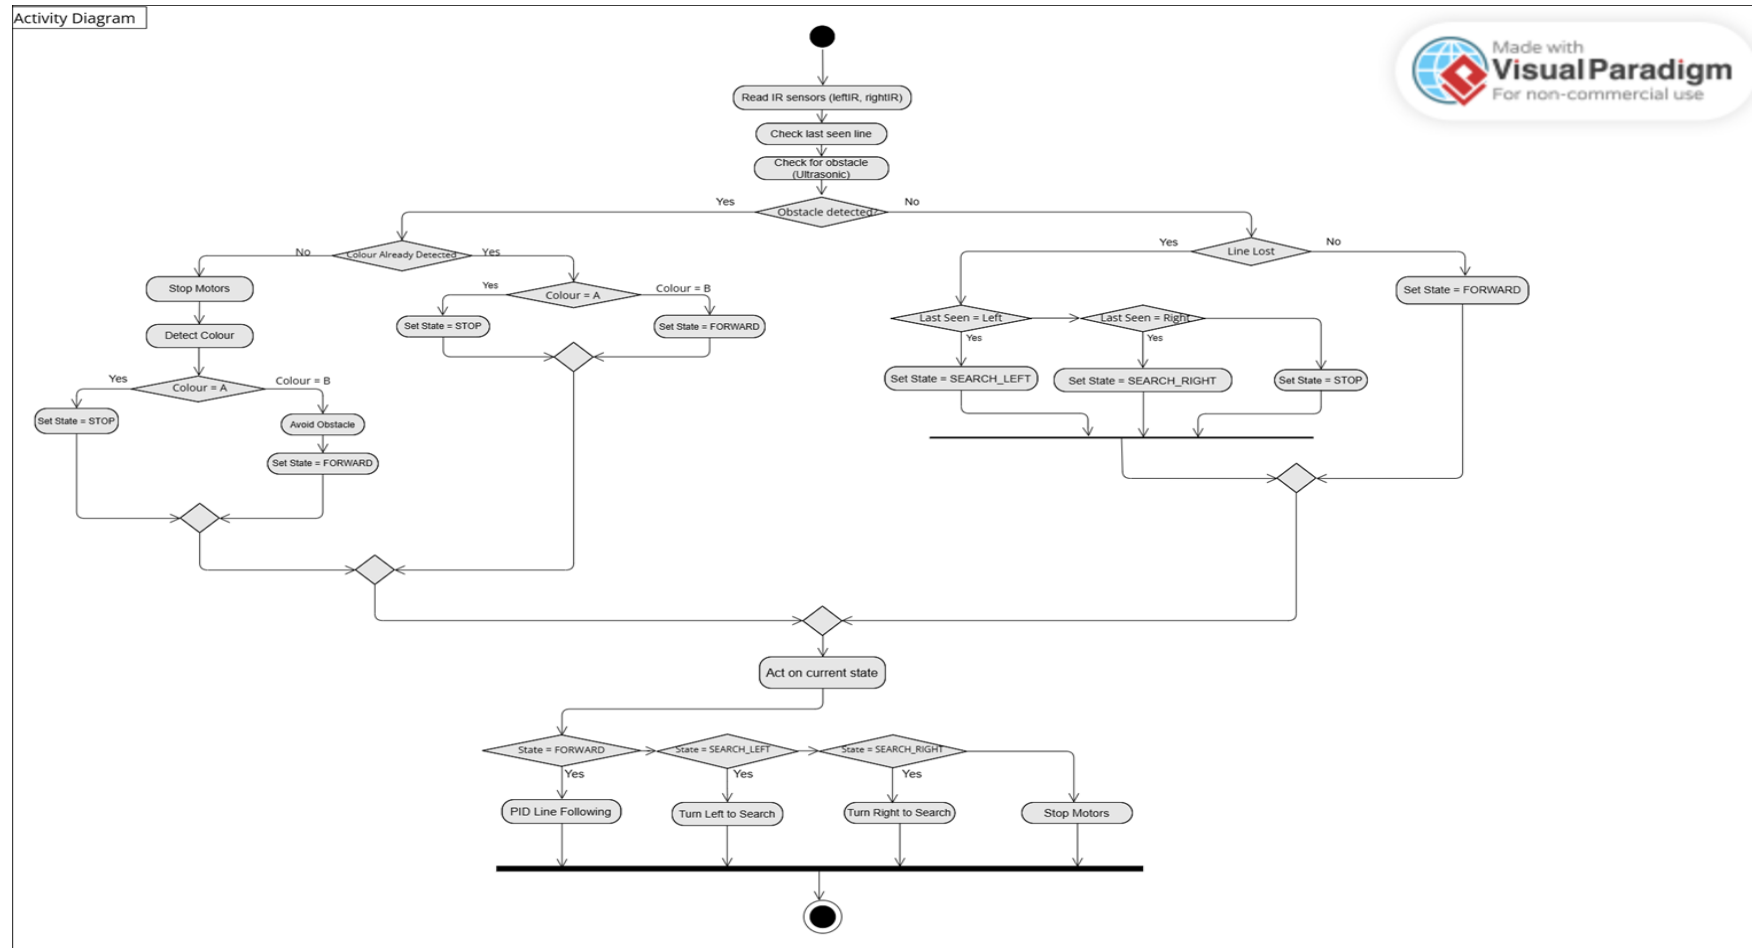 Activity Diagram
Made with
Visual Paradigm
For non-commercial use
Read IR sensors (leftIR, rightIR)
Check last seen line
Check for obstacle
(Ultrasonic)
Yes
Obstacle detected?
No
No
Colour Already Detected
Yes
Yes
Line Lost
No
Stop Motors
Yes
Colour = A
Colour = B
Set State = FORWARD
Detect Colour
Set State = STOP
Set State = FORWARD
Last Seen = Left
Last Seen = Right
Yes
Yes
Yes
Colour = A
Colour = B
Set State = SEARCH_LEFT
Set State = SEARCH_RIGHT
Set State = STOP
Set State = STOP
Avoid Obstacle
Set State = FORWARD
Act on current state
State = FORWARD
State = SEARCH_LEFT
State = SEARCH_RIGHT
Yes
Yes
Yes
PID Line Following
Turn Left to Search
Turn Right to Search
Stop Motors